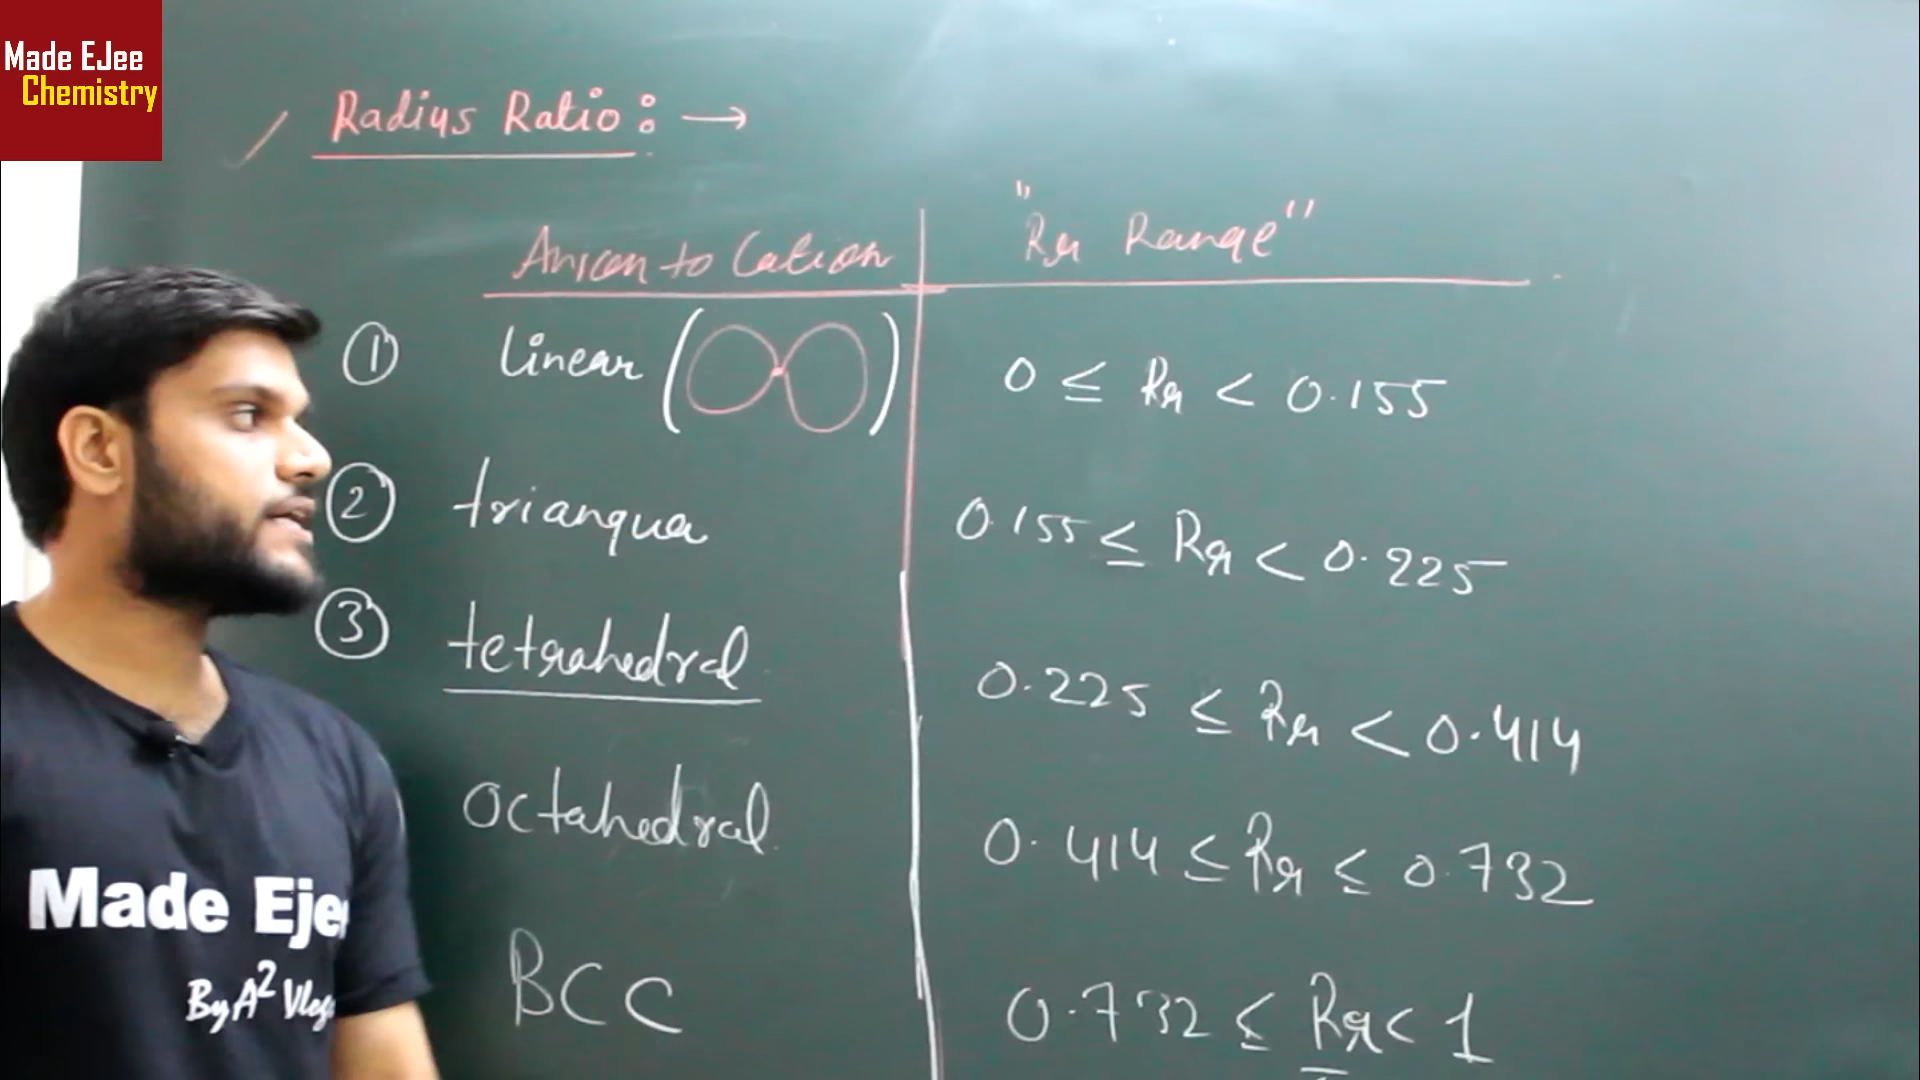 Made EJee
Chemistry
Radius Ratio : →
Anion to Cation "Rr Range"
① linear ( ) 0 ≤ Rr < 0.155
② triangua 0.155 ≤ Rr < 0.225
③ tetrahedral 0.225 ≤ Rr < 0.414
octahedral 0.414 ≤ Rr ≤ 0.732
BCC 0.732 ≤ Rr < 1
Made Ejee
By A² Vlogs